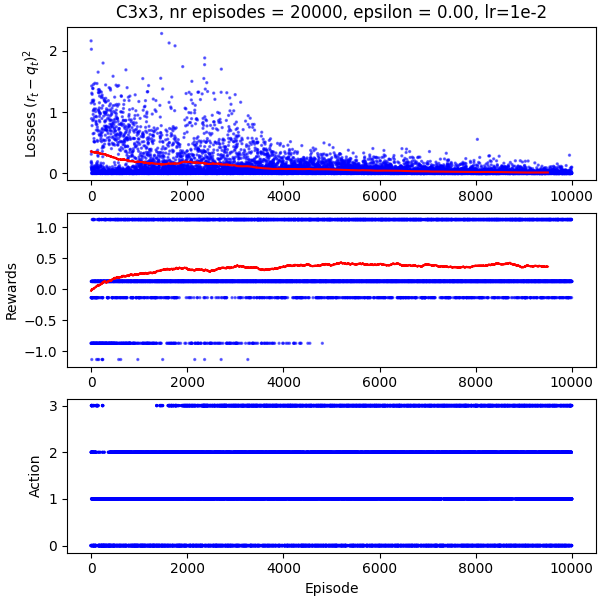 C3x3, nr episodes = 20000, epsilon = 0.00, lr=1e-2
Losses $(r_t - q_t)^2$
2
1
0
0 2000 4000 6000 8000 10000
Rewards
1.0
0.5
0.0
−0.5
−1.0
0 2000 4000 6000 8000 10000
Action
3
2
1
0
0 2000 4000 6000 8000 10000
Episode